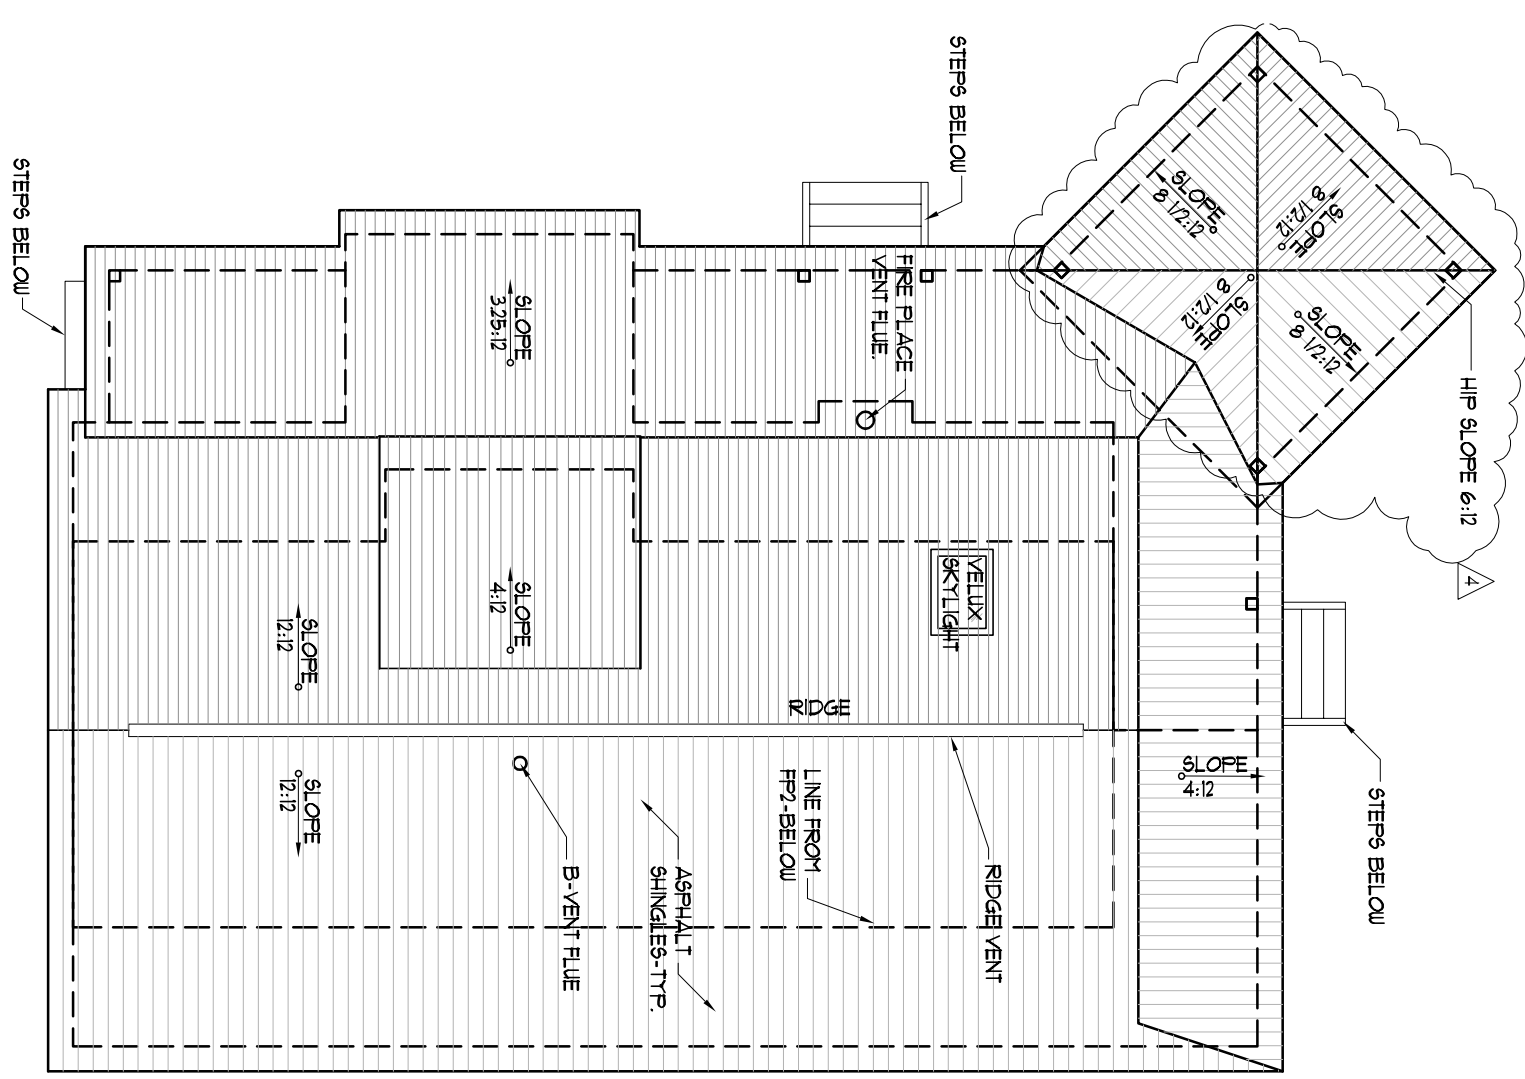 STEPS BELOW
STEPS BELOW
SLOPE
8 1/2:12
SLOPE
8 1/2:12
SLOPE
8 1/2:12
SLOPE
8 1/2:12
HIP SLOPE 6:12
4
FIRE PLACE
VENT FLUE.
SLOPE
3.25:12
SLOPE
4:12
VELUX
SKYLIGHT
SLOPE
12:12
RIDGE
SLOPE
12:12
SLOPE
4:12
STEPS BELOW
LINE FROM
FP2-BELOW
RIDGE VENT
B-VENT FLUE
ASPHALT
SHINGLES-TYP.